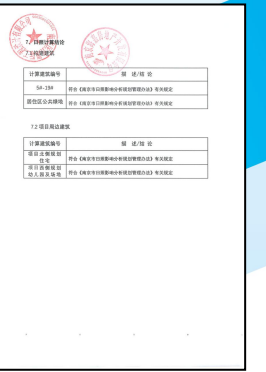 7、日照计算结论
7.1 拟建建筑
计算建筑编号 描 述/结 论
5#-19# 符合《南京市日照影响分析规划管理办法》有关规定
居住区公共绿地 符合《南京市日照影响分析规划管理办法》有关规定
7.2 项目周边建筑
计算建筑编号 描 述/结 论
项目北侧规划
住宅 符合《南京市日照影响分析规划管理办法》有关规定
项目西侧规划
幼儿园及场地 符合《南京市日照影响分析规划管理办法》有关规定